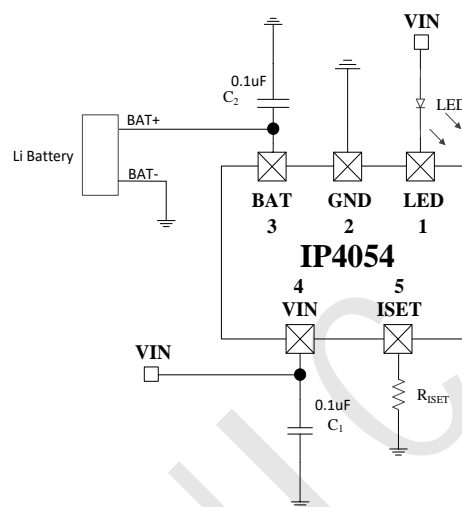 VIN
0.1uF
C2
LED
BAT+
Li Battery
BAT-
BAT
GND
LED
3
2
1
IP4054
4
5
VIN
ISET
VIN
0.1uF
C1
RISET